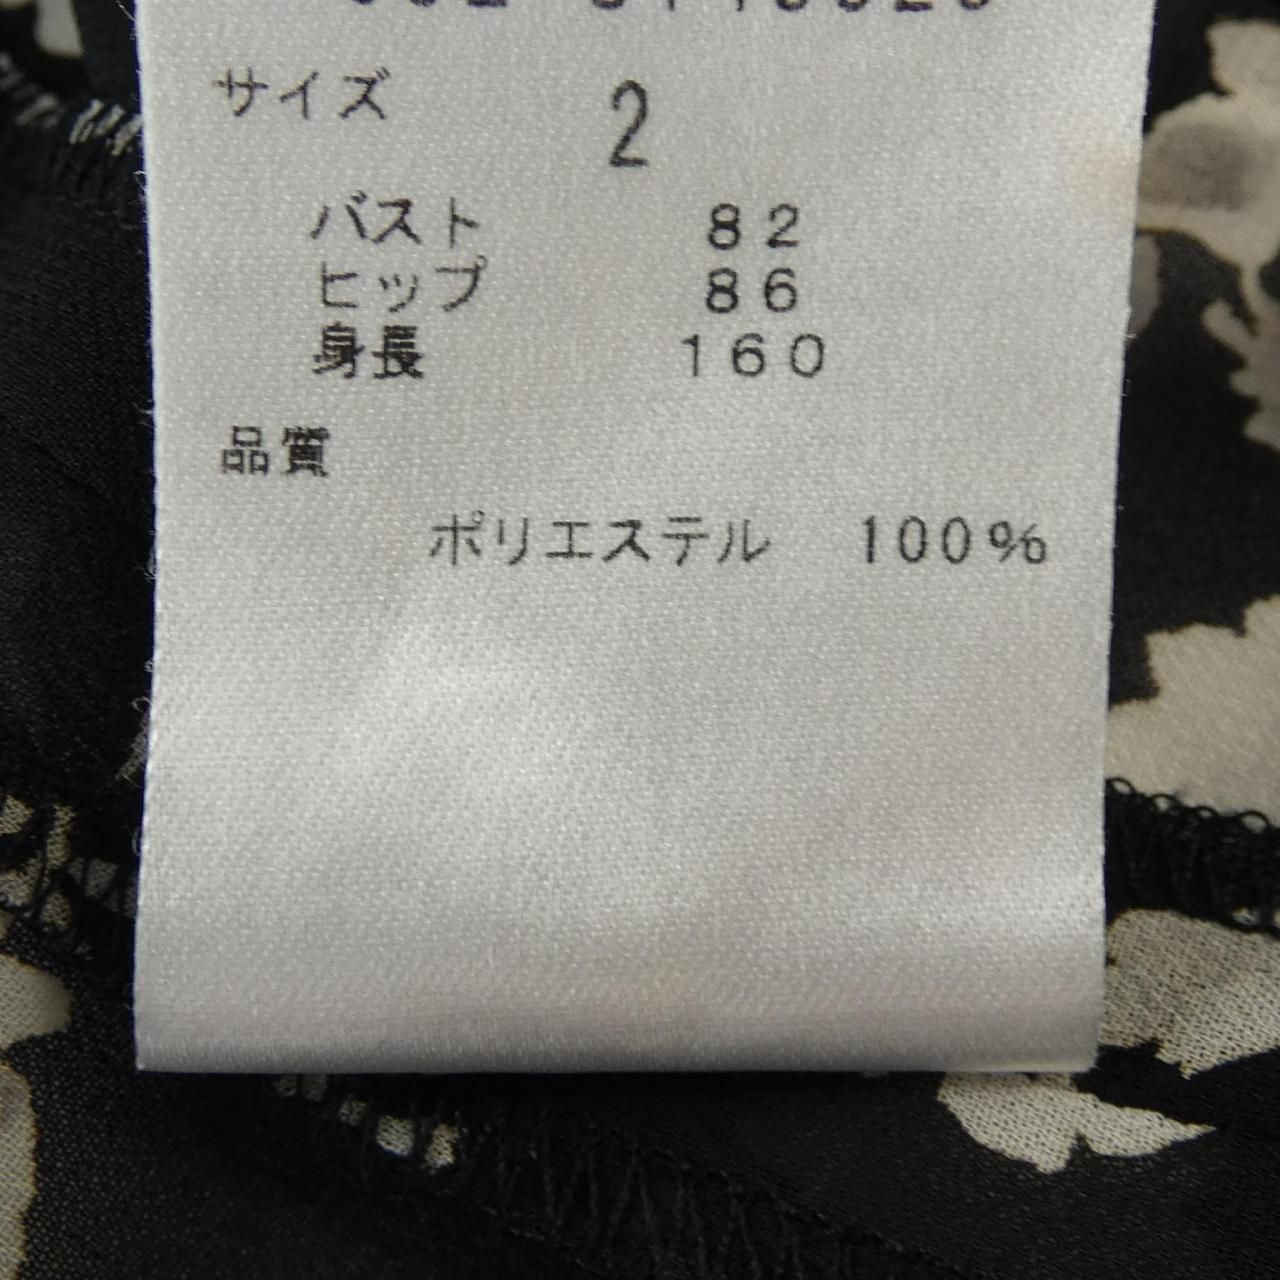 サイズ 2
バスト 82
ヒップ 86
身長 160
品質
ポリエステル 100%